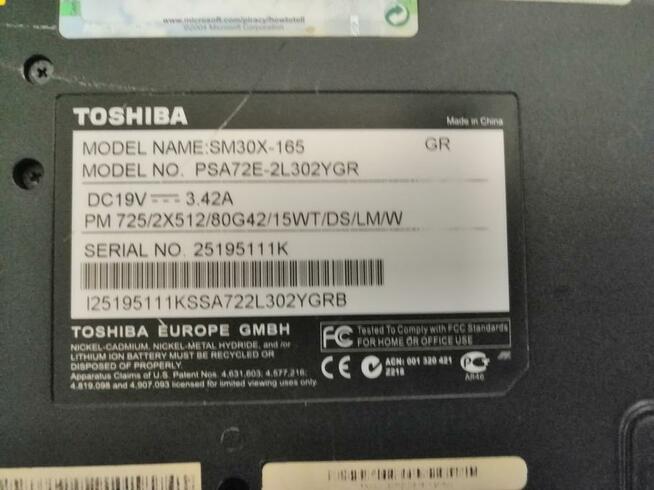 www.microsoft.com/piracy/howtotell
©2004 Microsoft Corporation
TOSHIBA
Made in China
MODEL NAME:SM30X-165 GR
MODEL NO. PSA72E-2L302YGR
DC19V 3.42A
PM 725/2X512/80G42/15WT/DS/LM/W
SERIAL NO. 25195111K
I25195111KSSA722L302YGRB
TOSHIBA EUROPE GMBH
NICKEL-CADMIUM, NICKEL-METAL HYDRIDE, and /or
LITHIUM ION BATTERY MUST BE RECYCLED OR
DISPOSED OF PROPERLY.
Apparatus Claims of U.S. Patent Nos. 4,631,603; 4,577,216;
4,819,098 and 4,907,093 licensed for limited viewing uses only.
FC Tested To Comply with FCC Standards
FOR HOME OR OFFICE USE
CE ACN: 001 320 421
2218
AR46